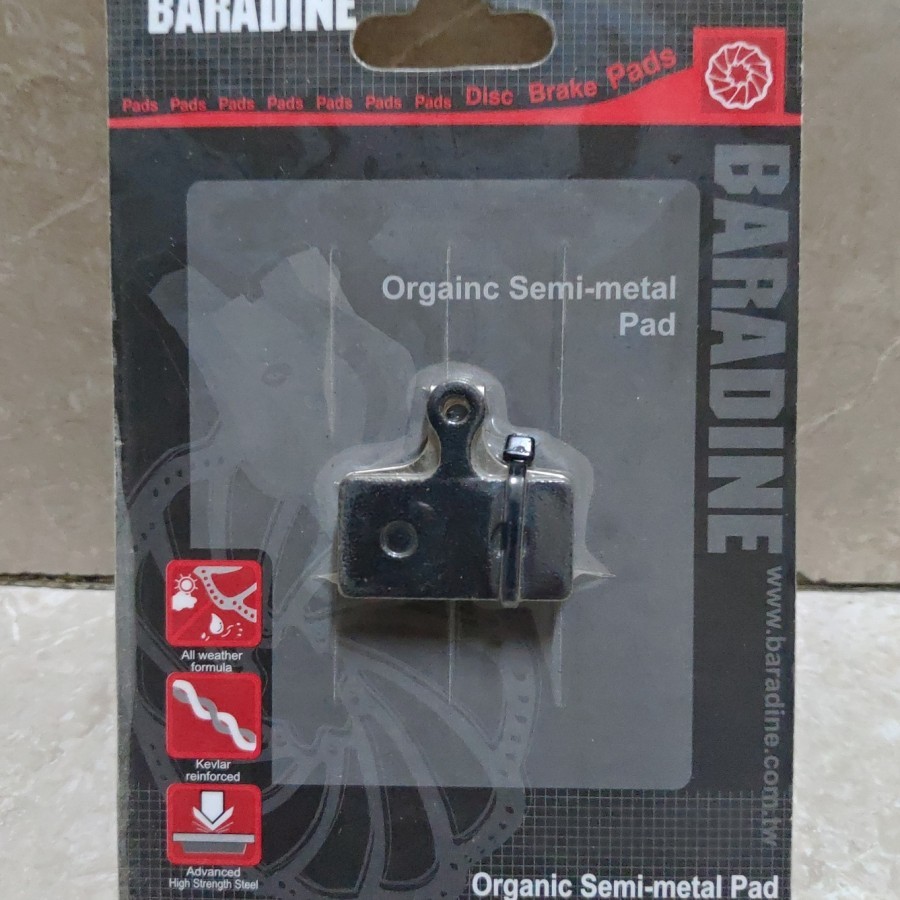 BARADINE
Pads Pads Pads Pads Pads Pads Pads Disc Brake Pads
BARADINE
www.baradine.com.tw
Orgainc Semi-metal
Pad
All weather
formula
Kevlar
reinforced
Advanced
High Strength Steel
Organic Semi-metal Pad